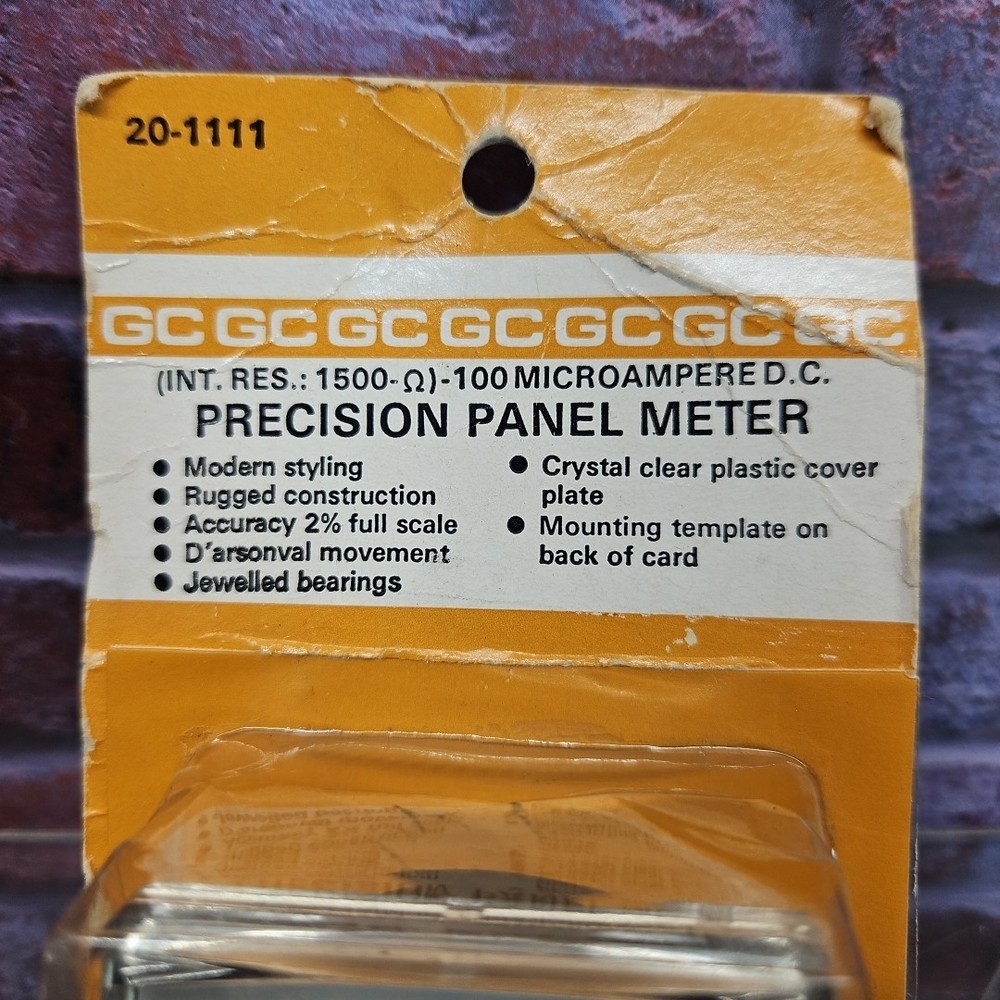 20-1111
GC GC GC GC GC GC GC
(INT. RES.: 1500-Ω)-100 MICROAMPERE D.C.
PRECISION PANEL METER
● Modern styling
● Rugged construction
● Accuracy 2% full scale
● D'arsonval movement
● Jewelled bearings
● Crystal clear plastic cover
plate
● Mounting template on
back of card